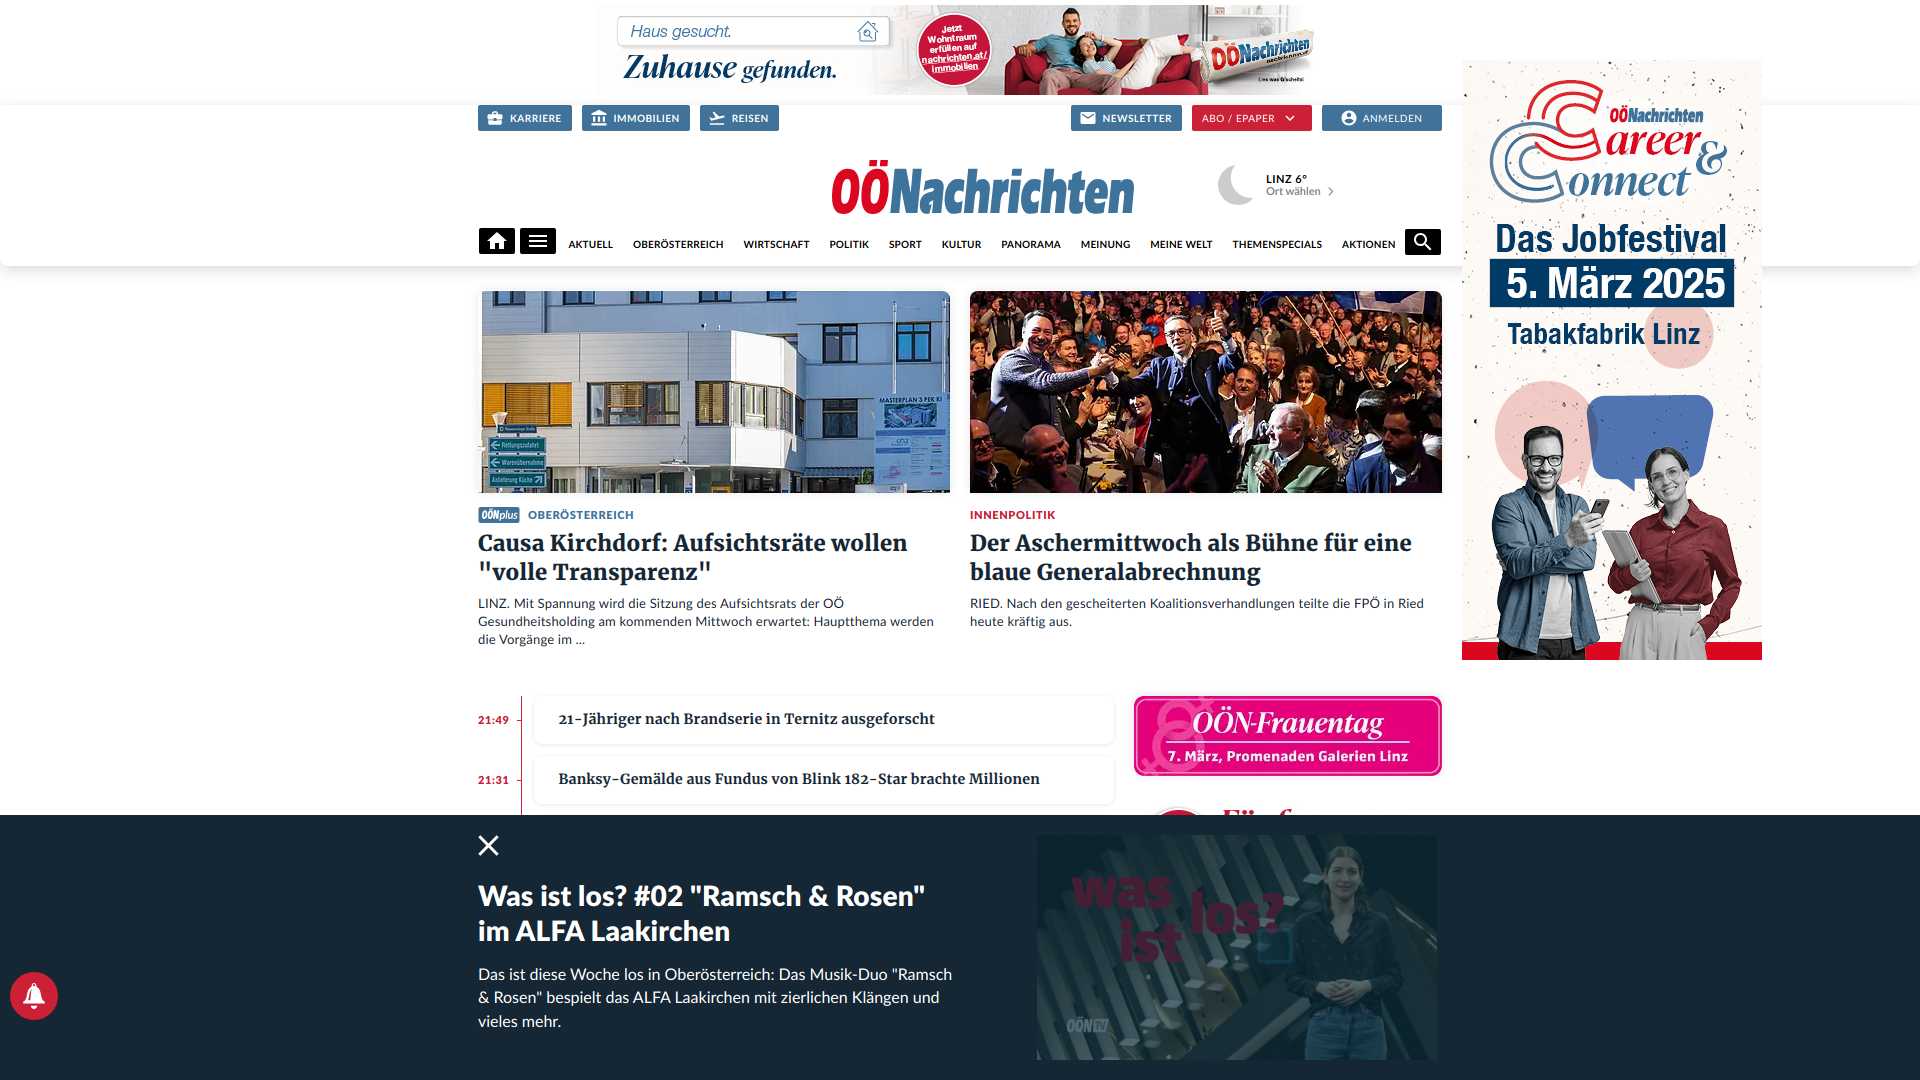 Haus gesucht.
Zuhause gefunden.
Jetzt
Wohntraum
erfüllen auf
nachrichten.at/
immobilien
OÖNachrichten
Lies was G'scheits!
KARRIERE
IMMOBILIEN
REISEN
NEWSLETTER
ABO / EPAPER
ANMELDEN
OÖNachrichten
LINZ 6°
Ort wählen
AKTUELL
OBERÖSTERREICH
WIRTSCHAFT
POLITIK
SPORT
KULTUR
PANORAMA
MEINUNG
MEINE WELT
THEMENSPECIALS
AKTIONEN
OÖNachrichten
Career &
Connect
Das Jobfestival
5. März 2025
Tabakfabrik Linz
MASTERPLAN 3 PEK KI
Rettungszufahrt
Warenübernahme
Anlieferung Küche
OÖNplus OBERÖSTERREICH
Causa Kirchdorf: Aufsichtsräte wollen
"volle Transparenz"
LINZ. Mit Spannung wird die Sitzung des Aufsichtsrats der OÖ
Gesundheitsholding am kommenden Mittwoch erwartet: Hauptthema werden
die Vorgänge im ...
INNENPOLITIK
Der Aschermittwoch als Bühne für eine
blaue Generalabrechnung
RIED. Nach den gescheiterten Koalitionsverhandlungen teilte die FPÖ in Ried
heute kräftig aus.
21:49
21-Jähriger nach Brandserie in Ternitz ausgeforscht
21:31
Banksy-Gemälde aus Fundus von Blink 182-Star brachte Millionen
OÖN-Frauentag
7. März, Promenaden Galerien Linz
Was ist los? #02 "Ramsch & Rosen"
im ALFA Laakirchen
Das ist diese Woche los in Oberösterreich: Das Musik-Duo "Ramsch
& Rosen" bespielt das ALFA Laakirchen mit zierlichen Klängen und
vieles mehr.
was
ist los?
OÖN TV